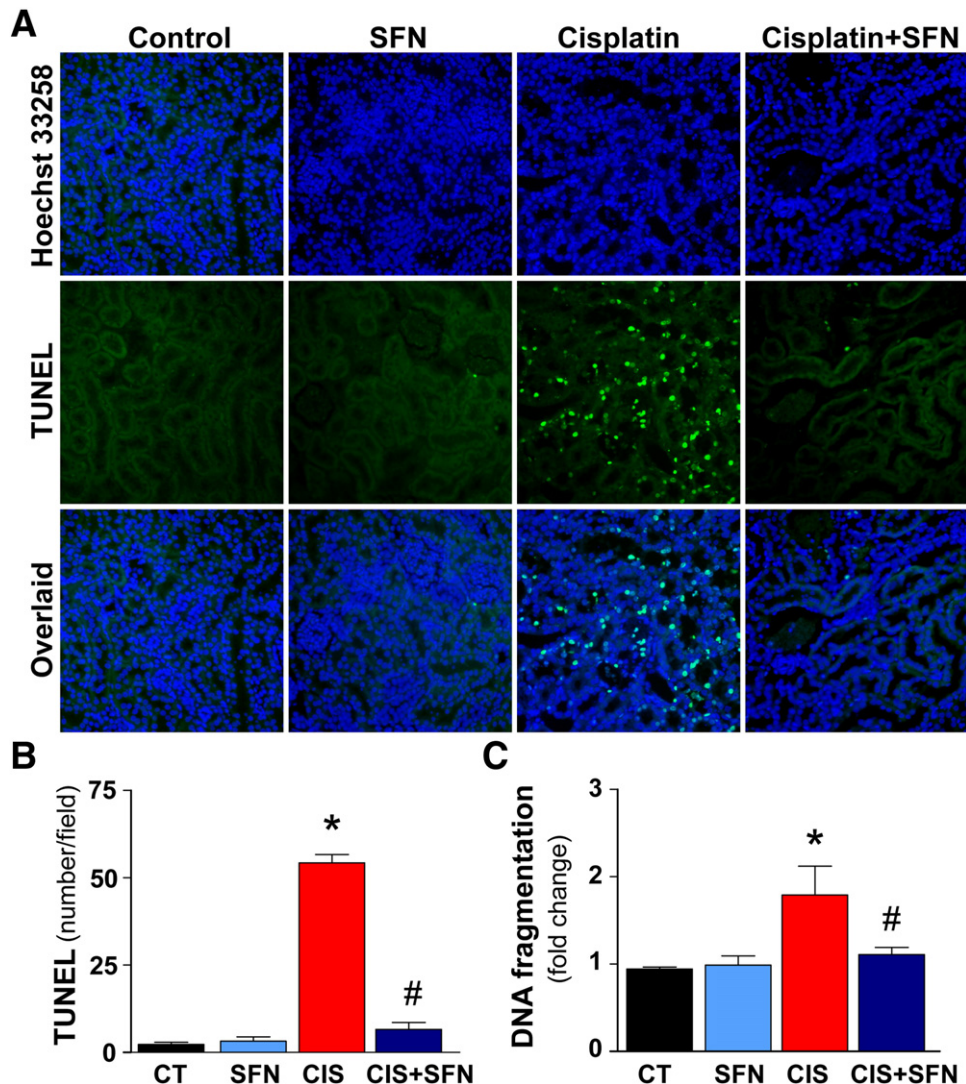 A
Control SFN Cisplatin Cisplatin+SFN
Hoechst 33258
TUNEL
Overlaid
B
TUNEL (number/field)
75
50
25
0
*
#
CT SFN CIS CIS+SFN
C
DNA fragmentation
(fold change)
3
2
1
0
*
#
CT SFN CIS CIS+SFN